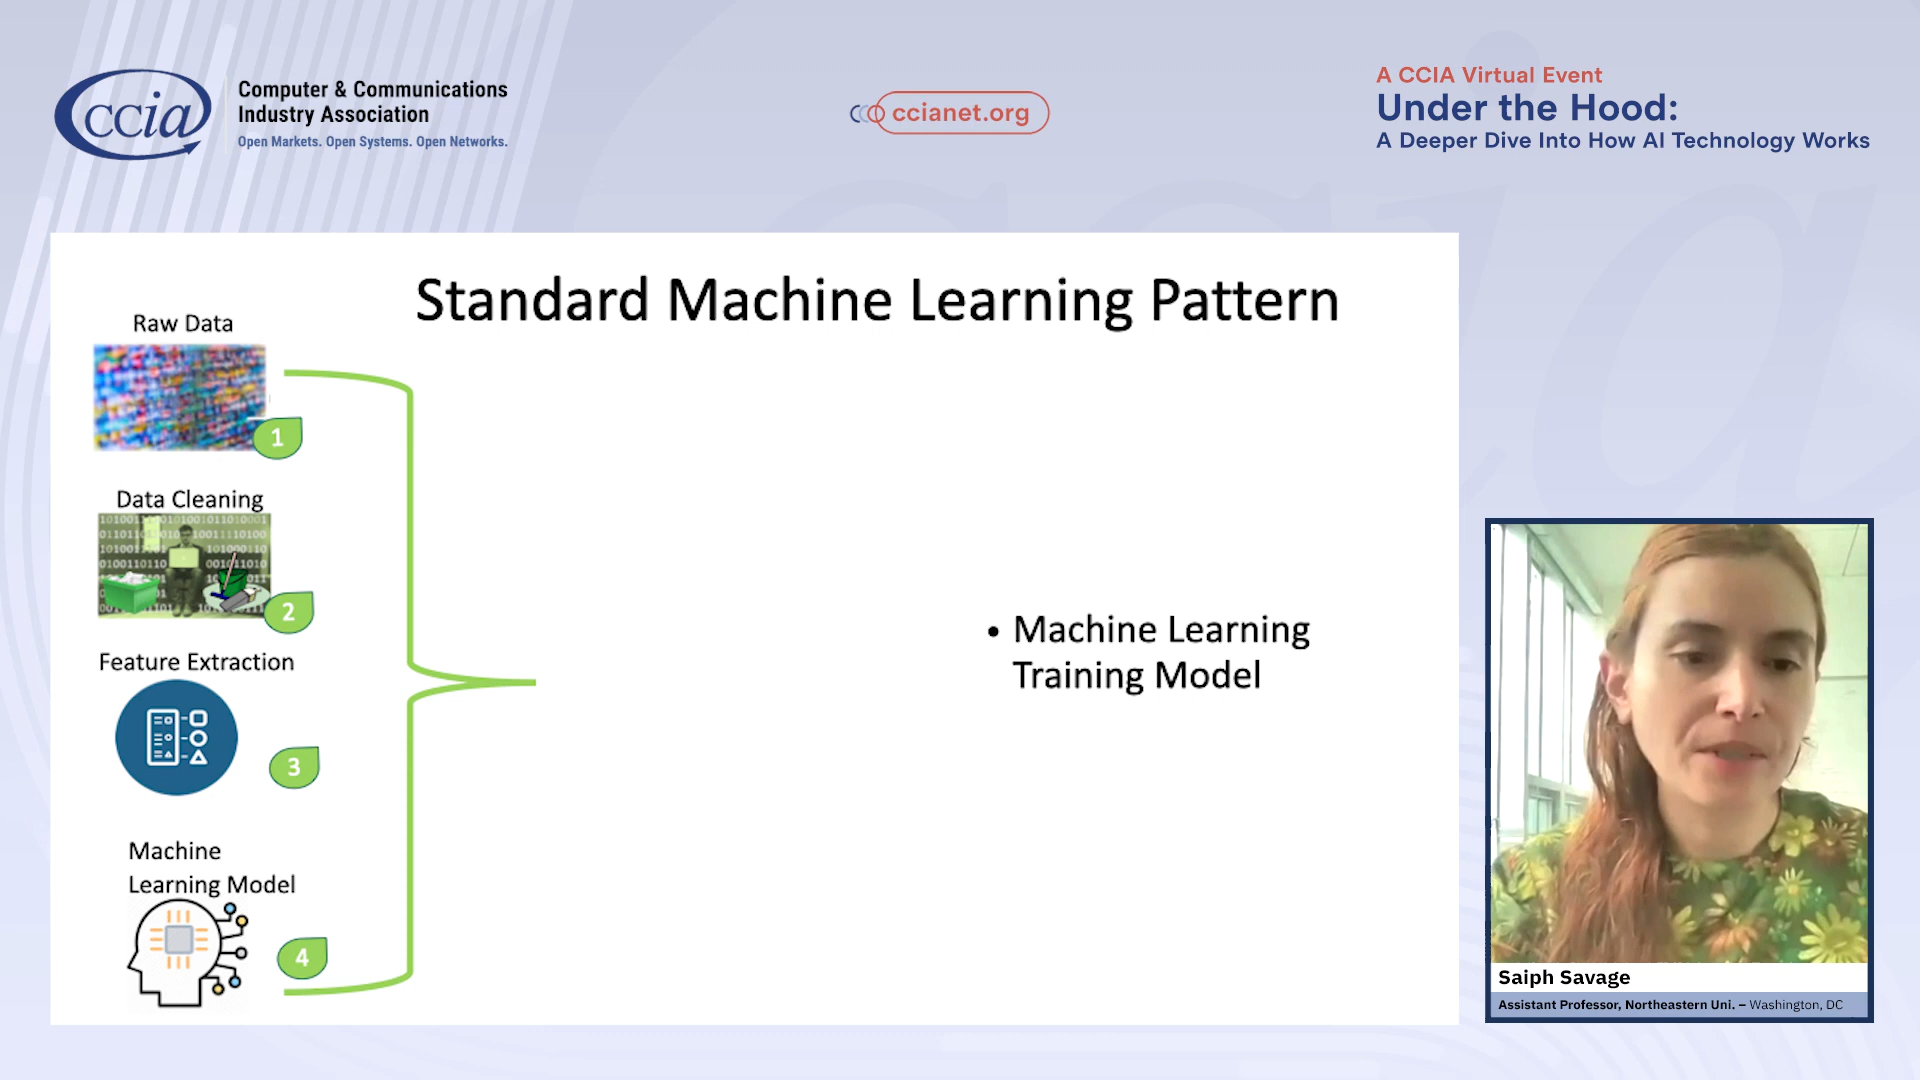 ccia
Computer & Communications
Industry Association
Open Markets. Open Systems. Open Networks.
ccianet.org
A CCIA Virtual Event
Under the Hood:
A Deeper Dive Into How AI Technology Works
Standard Machine Learning Pattern
Raw Data
1
Data Cleaning
2
Feature Extraction
3
Machine
Learning Model
4
• Machine Learning
Training Model
Saiph Savage
Assistant Professor, Northeastern Uni. – Washington, DC